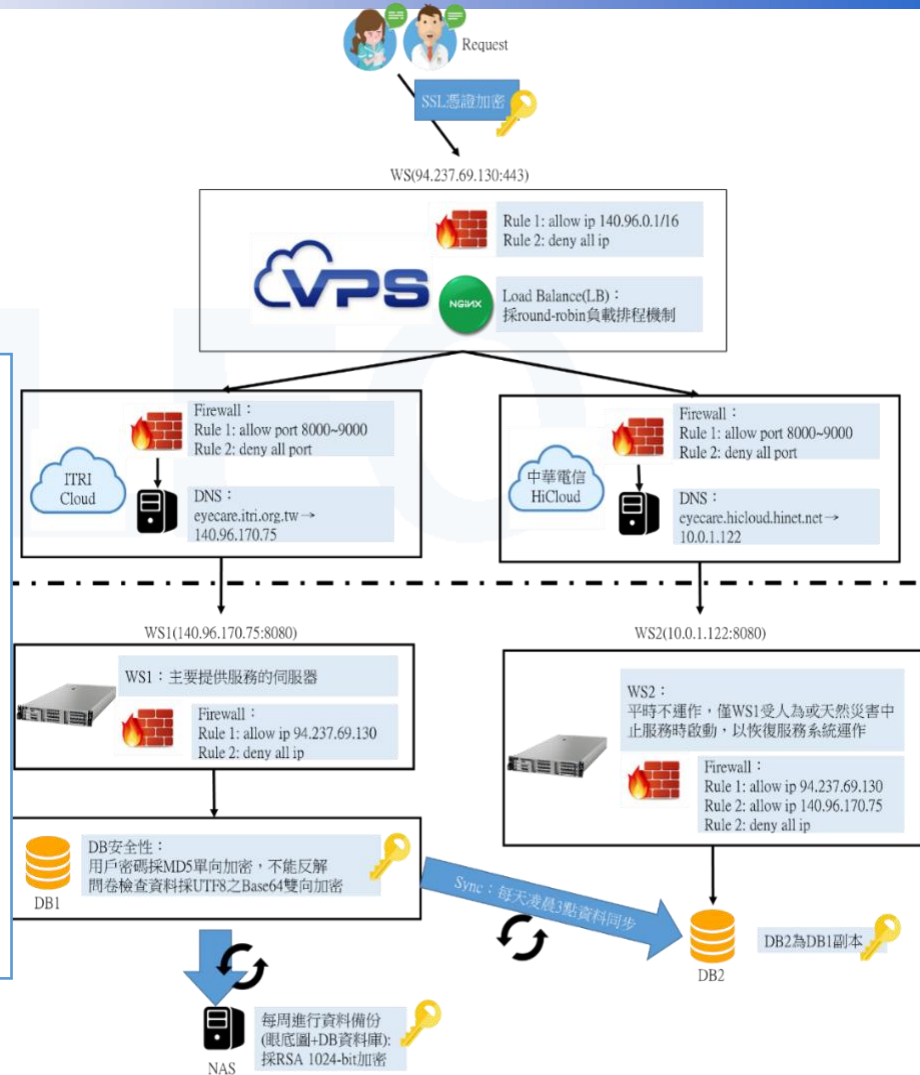 Request
SSL憑證加密
WS(94.237.69.130:443)
VPS
Rule 1: allow ip 140.96.0.1/16
Rule 2: deny all ip
NGINX
Load Balance(LB)：
採round-robin負載排程機制
ITRI
Cloud
Firewall：
Rule 1: allow port 8000~9000
Rule 2: deny all port
DNS：
eyecare.itri.org.tw→
140.96.170.75
中華電信
HiCloud
Firewall：
Rule 1: allow port 8000~9000
Rule 2: deny all port
DNS：
eyecare.hicloud.hinet.net→
10.0.1.122
WS1(140.96.170.75:8080)
WS1：主要提供服務的伺服器
Firewall：
Rule 1: allow ip 94.237.69.130
Rule 2: deny all ip
WS2(10.0.1.122:8080)
WS2：
平時不運作，僅WS1受人為或天然災害中
止服務時啟動，以恢復服務系統運作
Firewall：
Rule 1: allow ip 94.237.69.130
Rule 2: allow ip 140.96.170.75
Rule 2: deny all ip
DB1
DB安全性：
用戶密碼採MD5單向加密，不能反解
問卷檢查資料採UTF8之Base64雙向加密
Sync：每天凌晨3點資料同步
DB2
DB2為DB1副本
NAS
每周進行資料備份
(眼底圖+DB資料庫):
採RSA 1024-bit加密